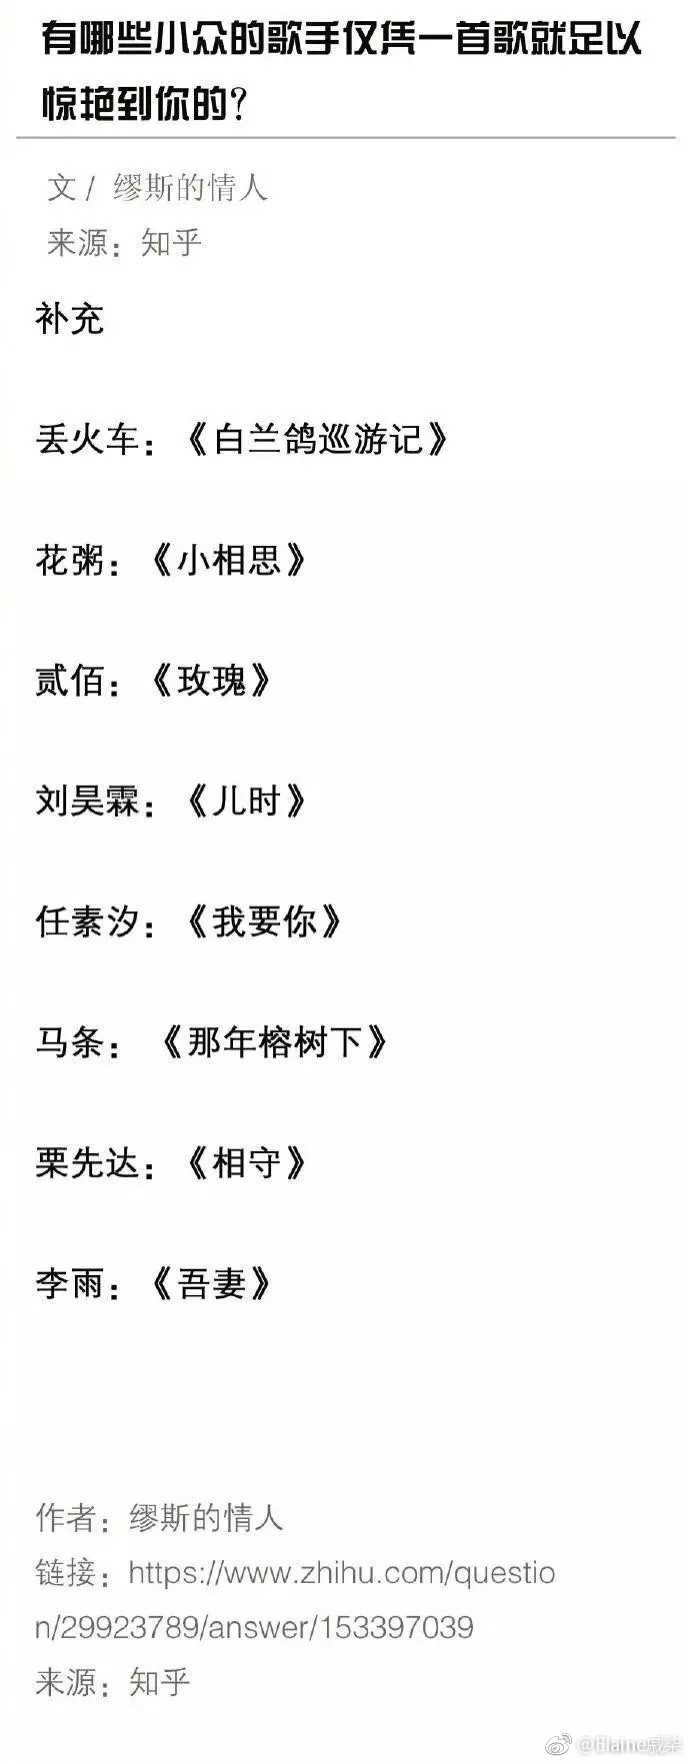 有哪些小众的歌手仅凭一首歌就足以
惊艳到你的？
文 / 缪斯的情人
来源：知乎
补充
丢火车：《白兰鸽巡游记》
花粥：《小相思》
贰佰：《玫瑰》
刘昊霖：《儿时》
任素汐：《我要你》
马条：《那年榕树下》
栗先达：《相守》
李雨：《吾妻》
作者：缪斯的情人
链接：https://www.zhihu.com/questio
n/29923789/answer/153397039
来源：知乎